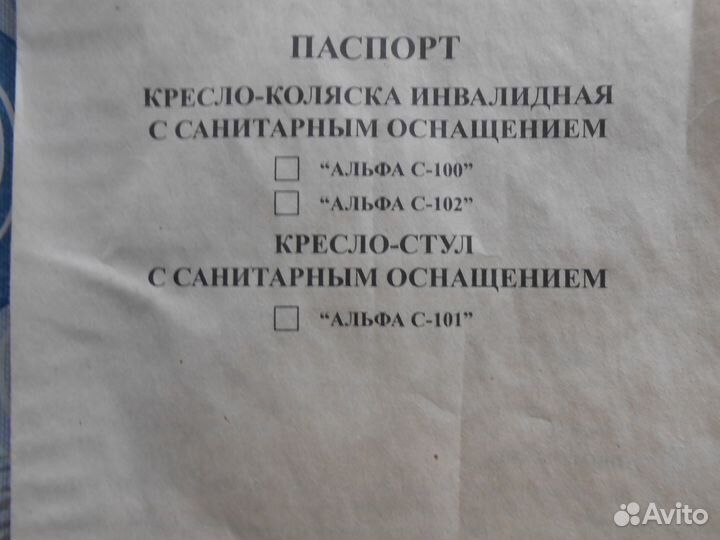 ПАСПОРТ
КРЕСЛО-КОЛЯСКА ИНВАЛИДНАЯ
С САНИТАРНЫМ ОСНАЩЕНИЕМ
“АЛЬФА С-100”
“АЛЬФА С-102”
КРЕСЛО-СТУЛ
С САНИТАРНЫМ ОСНАЩЕНИЕМ
“АЛЬФА С-101”
Avito